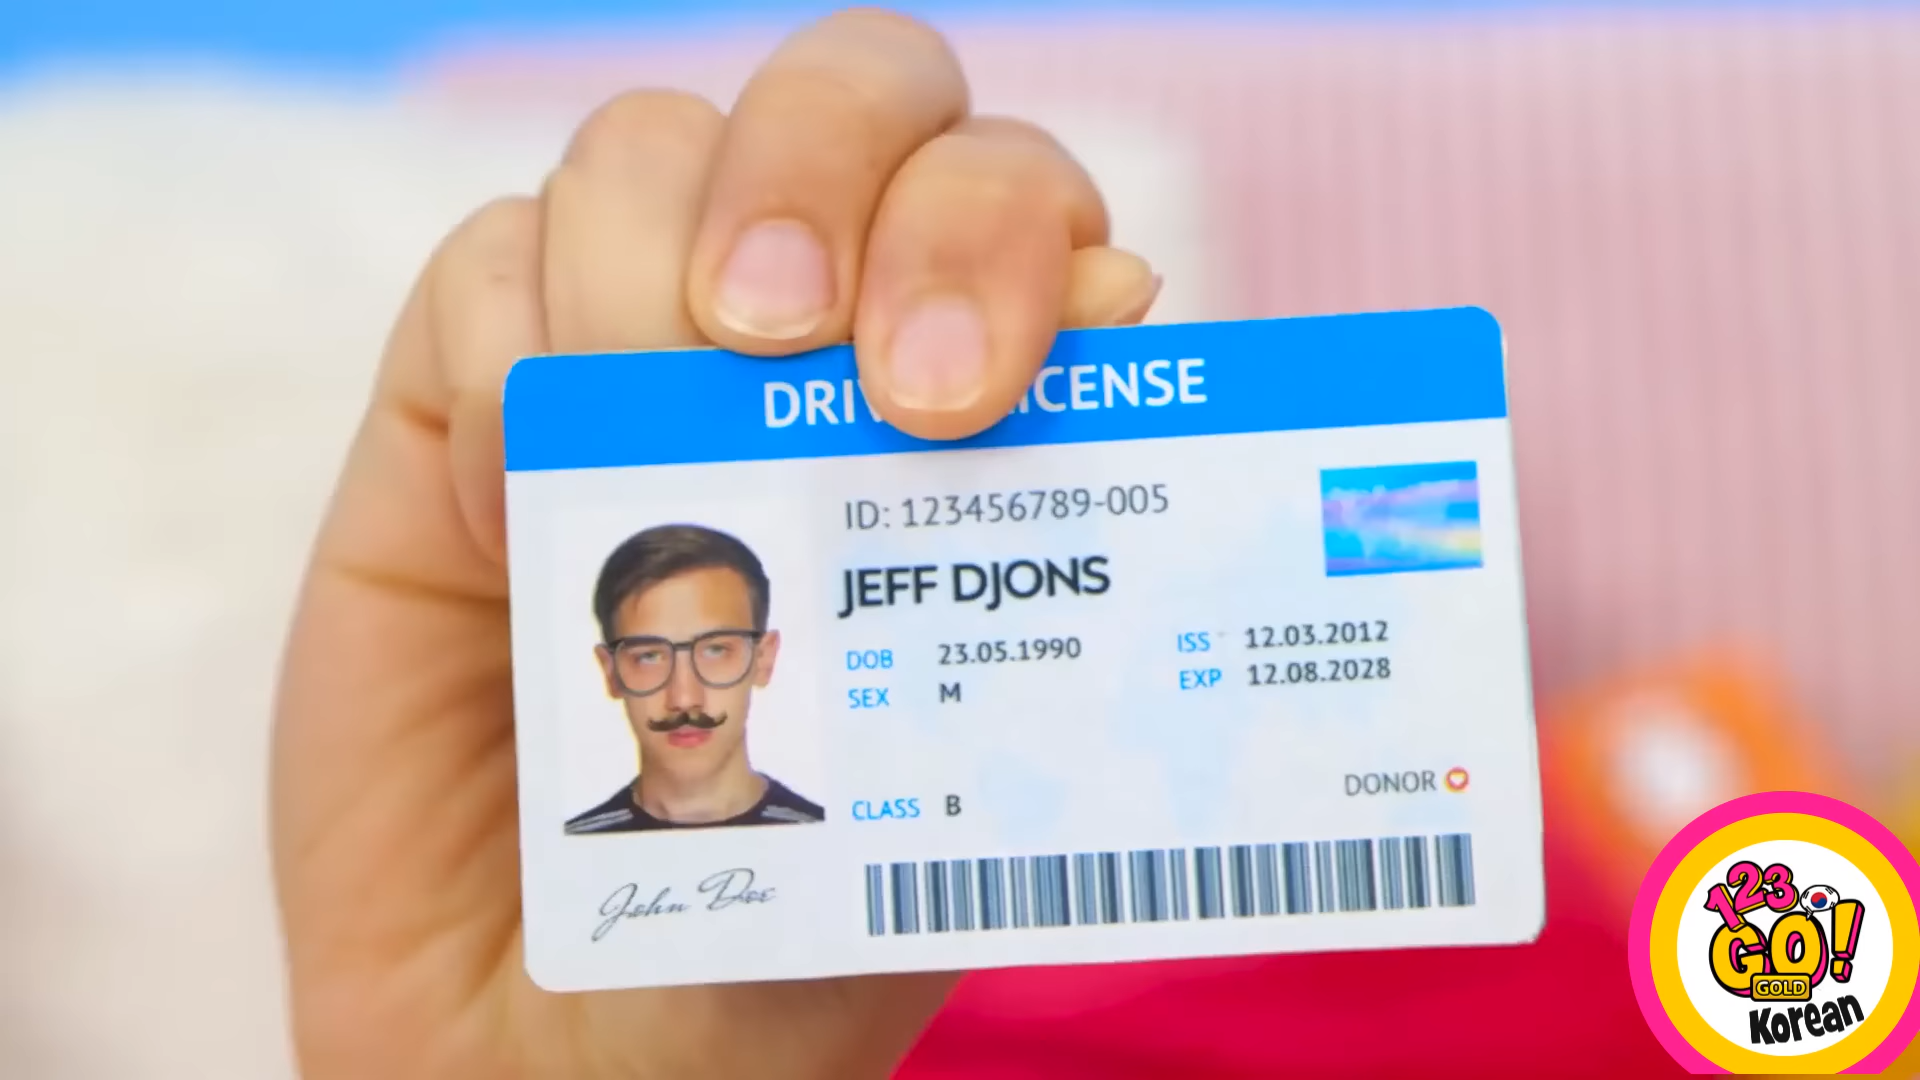 DRIV ICENSE
ID: 123456789-005
JEFF DJONS
DOB 23.05.1990
ISS 12.03.2012
SEX M
EXP 12.08.2028
CLASS B
DONOR
John Doe
123
GO!
GOLD
Korean